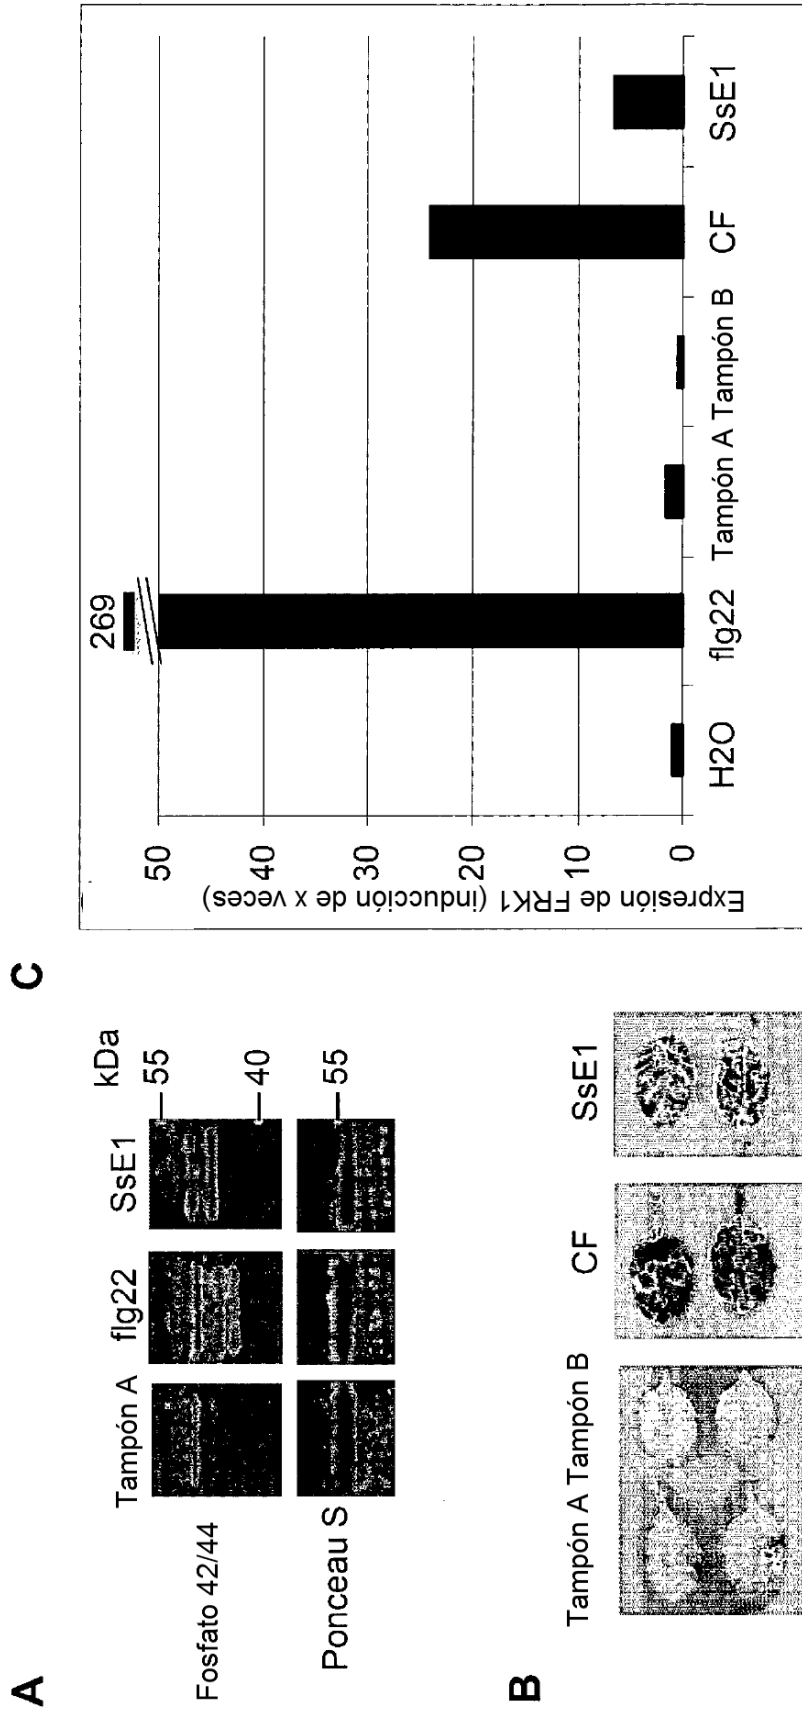 A
Tampón A flg22 SsE1 kDa
Fosfato 42/44
55
40
Ponceau S
55
B
Tampón A Tampón B CF SsE1
C
Expresión de FRK1 (inducción de x veces)
50
40
30
20
10
0
269
H2O flg22 Tampón A Tampón B CF SsE1